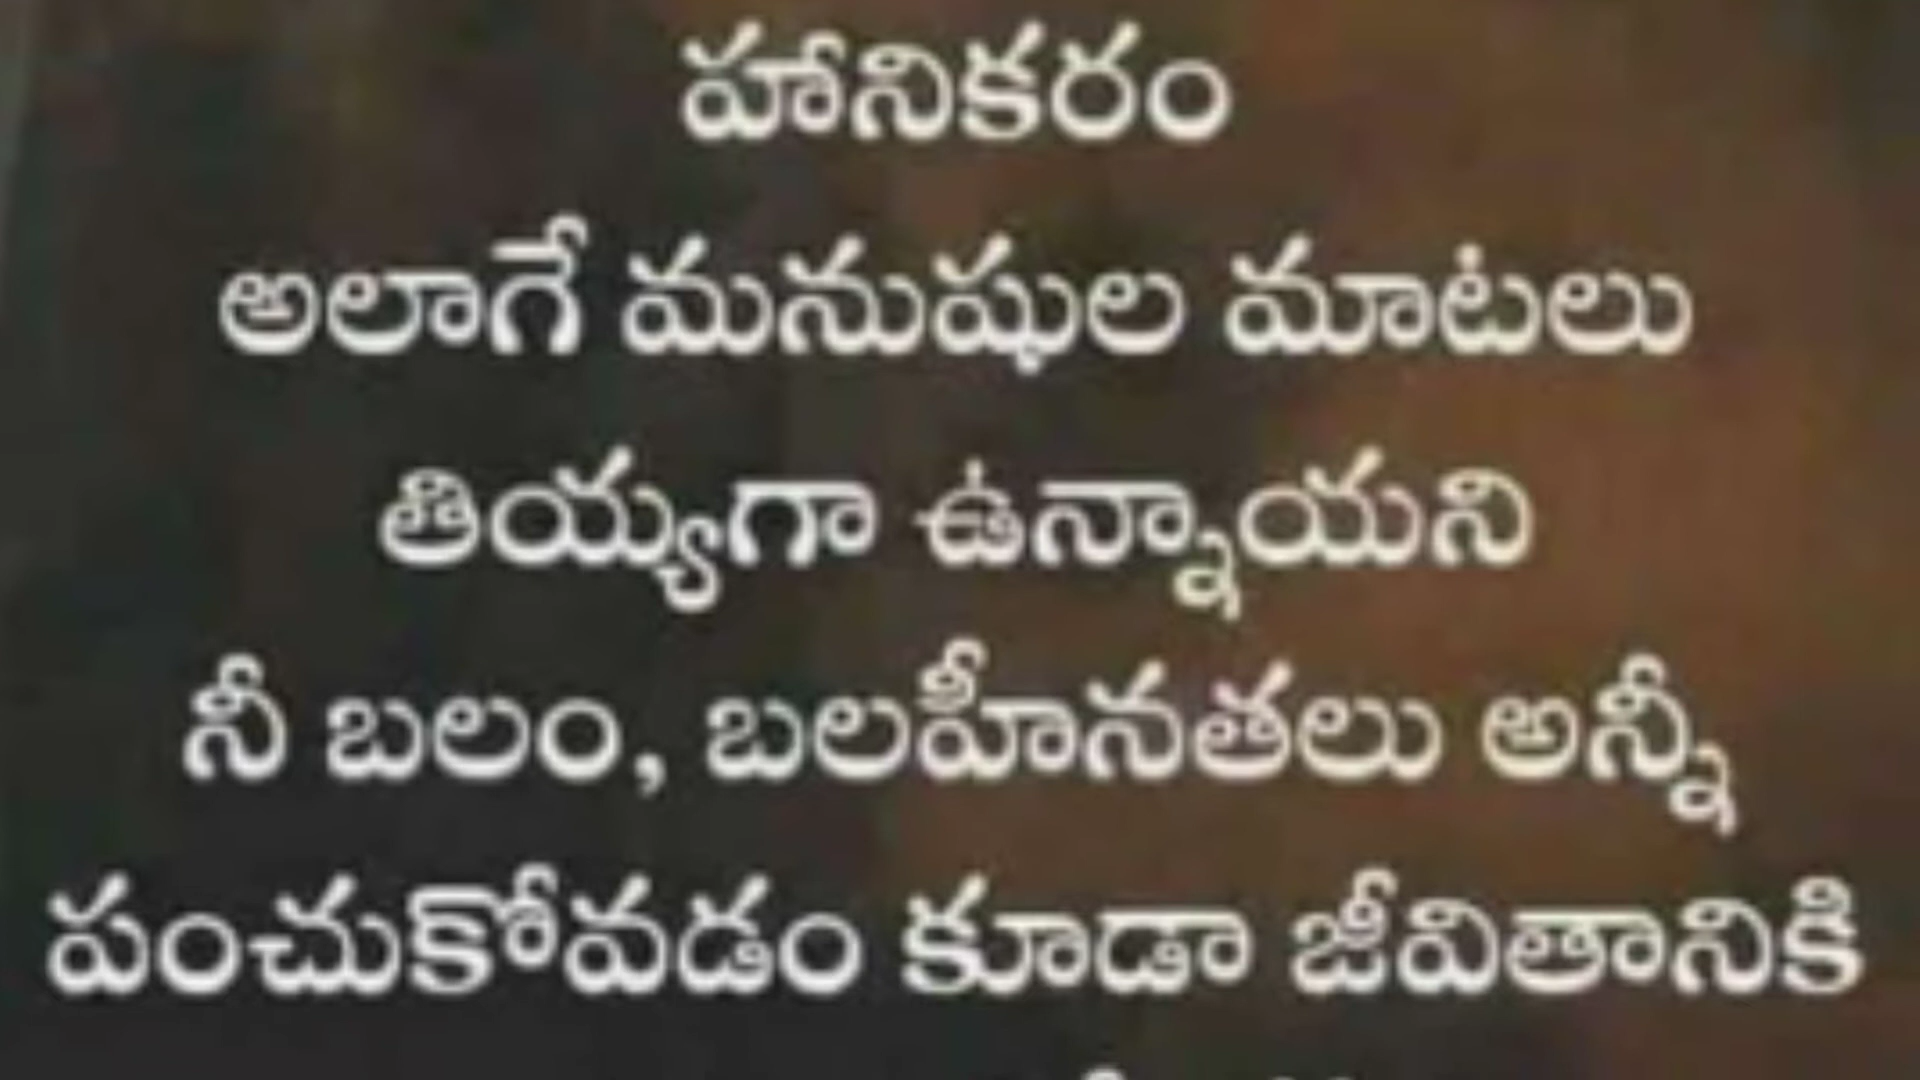 హానికరం
అలాగే మనుషుల మాటలు
తియ్యగా ఉన్నాయని
నీ బలం, బలహీనతలు అన్నీ
పంచుకోవడం కూడా జీవితానికి